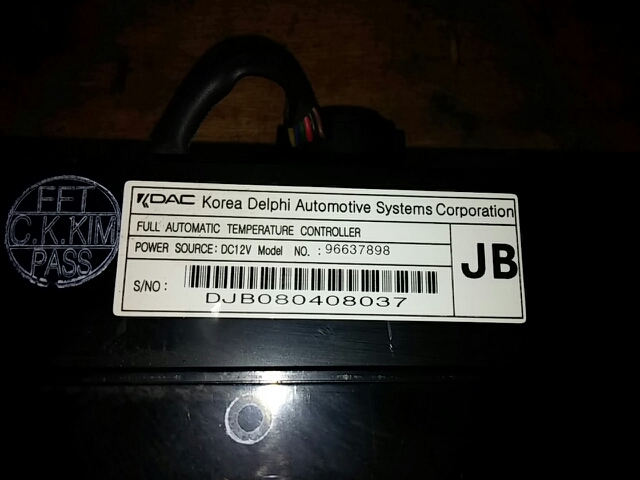 FFT
C.K.KIM
PASS
KDAC Korea Delphi Automotive Systems Corporation
FULL AUTOMATIC TEMPERATURE CONTROLLER
POWER SOURCE: DC12V Model NO. : 96637898
JB
S/NO :
DJB080408037